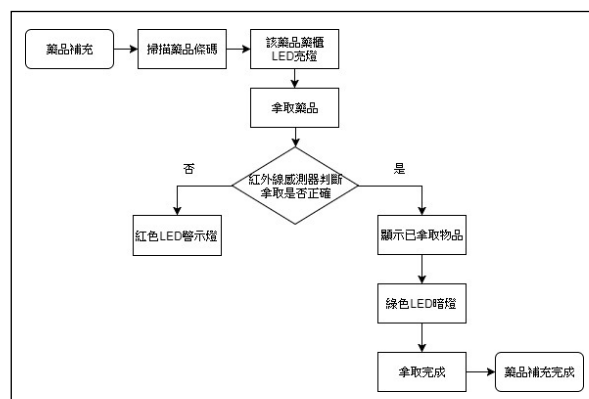 藥品補充
掃描藥品條碼
該藥品藥櫃
LED亮燈
拿取藥品
紅外線感測器判斷
拿取是否正確
否
是
紅色LED警示燈
顯示已拿取物品
綠色LED暗燈
拿取完成
藥品補充完成